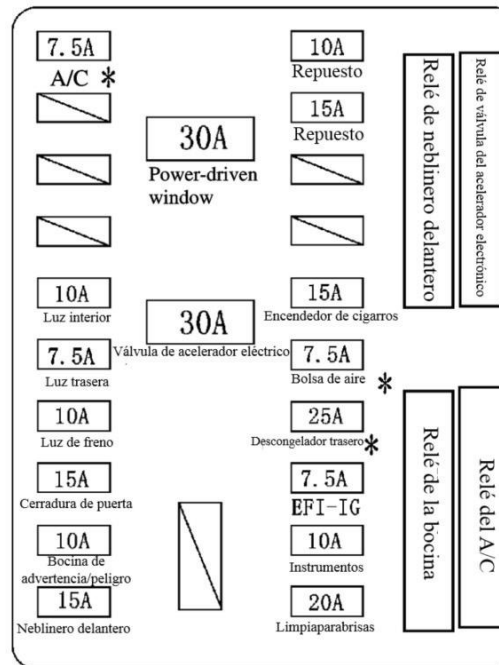 7.5A
A/C *
10A
Luz interior
7.5A
Luz trasera
10A
Luz de freno
15A
Cerradura de puerta
10A
Bocina de
advertencia/peligro
15A
Neblinero delantero
30A
Power-driven
window
30A
Válvula de acelerador eléctrico
10A
Repuesto
15A
Repuesto
15A
Encendedor de cigarros
7.5A
Bolsa de aire *
25A
Descongelador trasero *
7.5A
EFI-IG
10A
Instrumentos
20A
Limpiaparabrisas
Relé de neblinero delantero
Relé de válvula del acelerador electrónico
Relé de la bocina
Relé del A/C